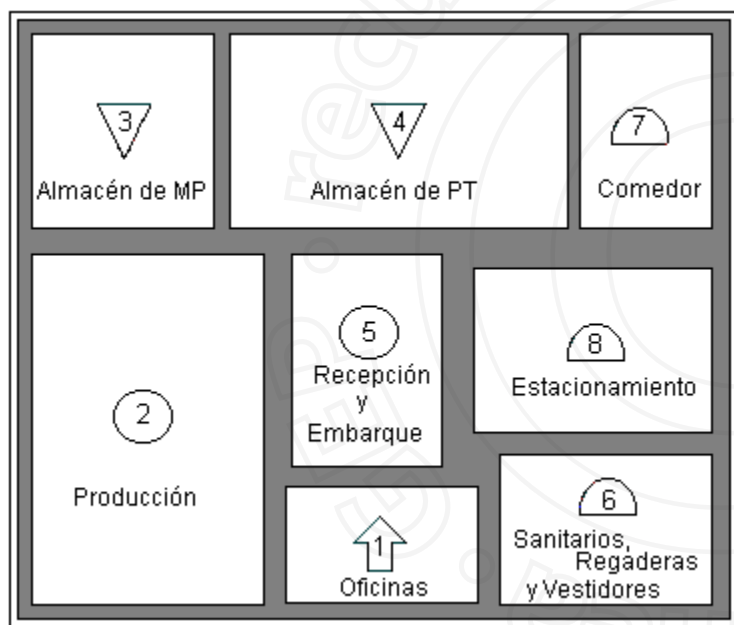 3
Almacén de MP
4
Almacén de PT
7
Comedor
2
Producción
5
Recepción
y
Embarque
8
Estacionamiento
1
Oficinas
6
Sanitarios,
Regaderas
y Vestidores